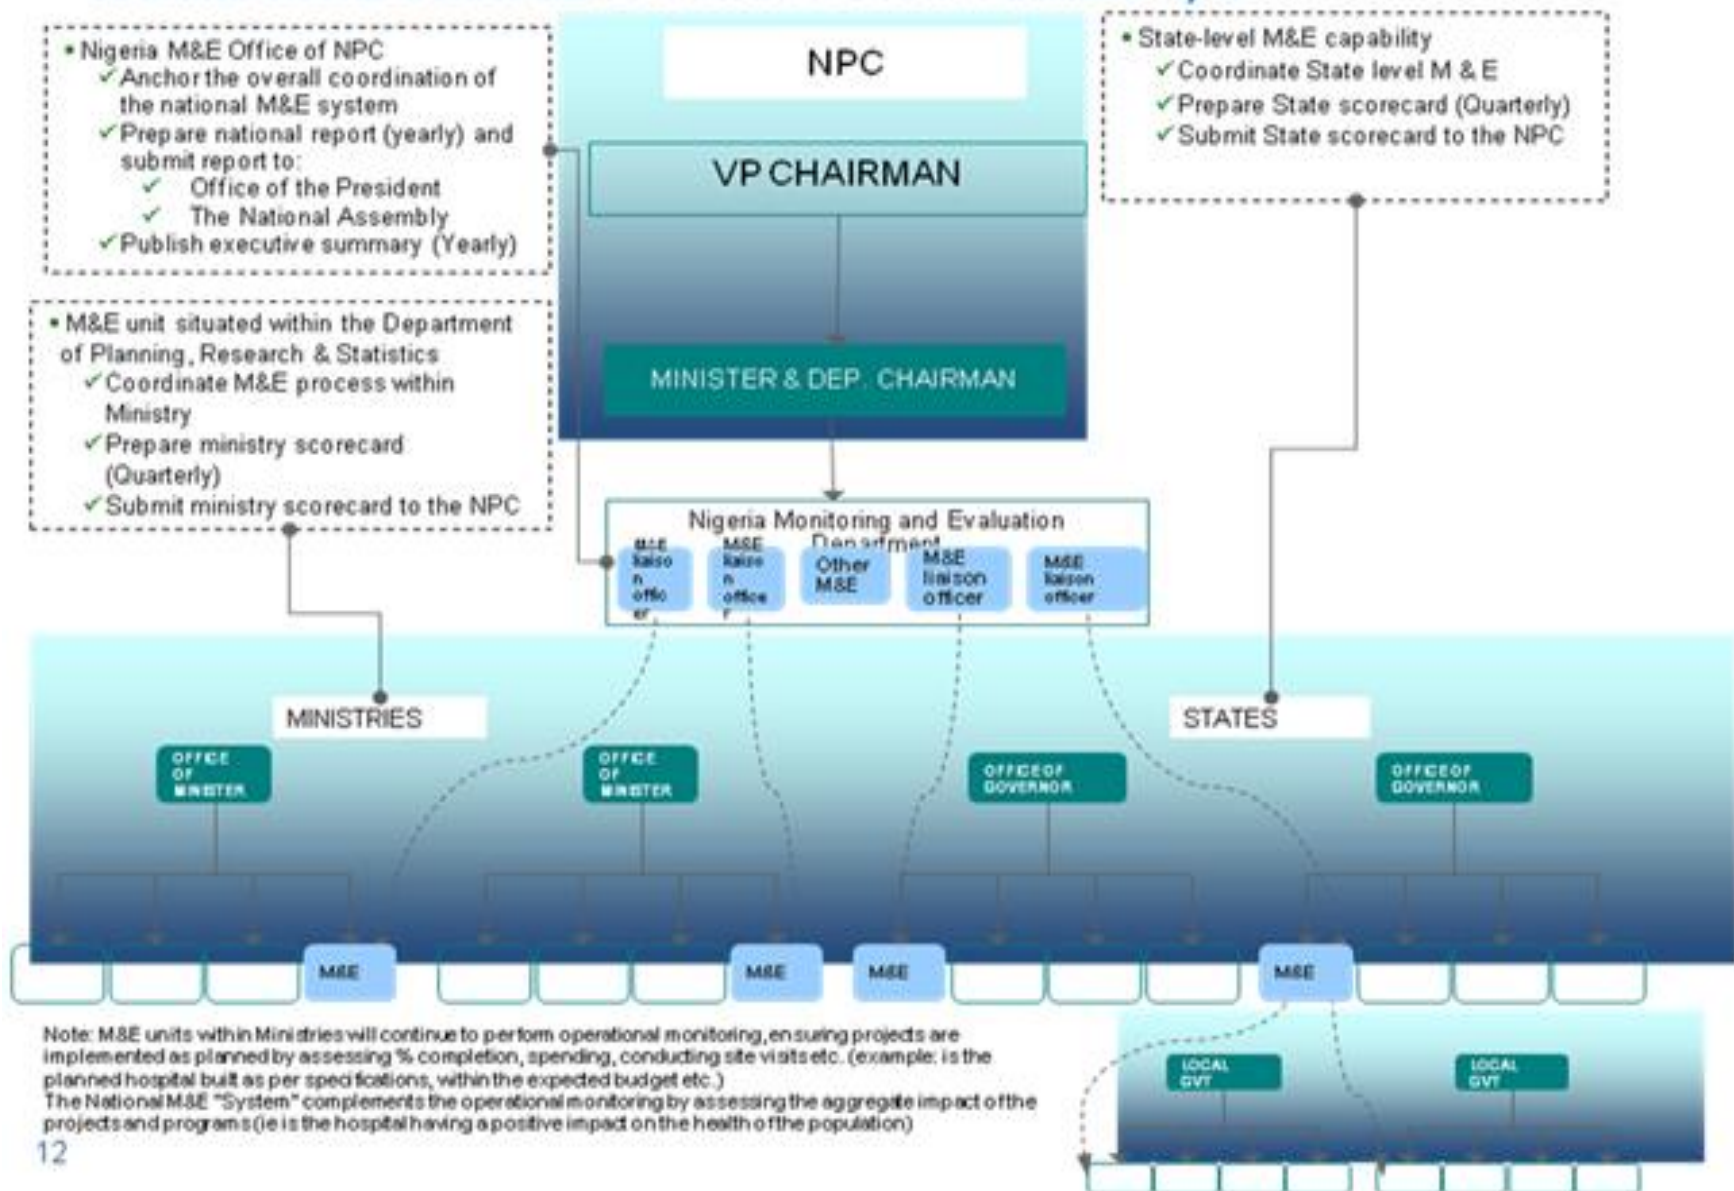 • Nigeria M&E Office of NPC
✓ Anchor the overall coordination of
the national M&E system
✓ Prepare national report (yearly) and
submit report to:
✓ Office of the President
✓ The National Assembly
✓ Publish executive summary (Yearly)
• M&E unit situated within the Department
of Planning, Research & Statistics
✓ Coordinate M&E process within
Ministry
✓ Prepare ministry scorecard
(Quarterly)
✓ Submit ministry scorecard to the NPC
NPC
VP CHAIRMAN
MINISTER & DEP. CHAIRMAN
• State-level M&E capability
✓ Coordinate State level M & E
✓ Prepare State scorecard (Quarterly)
✓ Submit State scorecard to the NPC
Nigeria Monitoring and Evaluation
Department
M&E
liaiso
n
offic
er
M&E
liaiso
n
office
r
Other
M&E
M&E
liaison
officer
M&E
liaison
officer
MINISTRIES
STATES
OFFICE
OF
MINISTER
OFFICE
OF
MINISTER
OFFICE OF
GOVERNOR
OFFICE OF
GOVERNOR
M&E
M&E
M&E
M&E
Note: M&E units within Ministries will continue to perform operational monitoring, ensuring projects are
implemented as planned by assessing % completion, spending, conducting site visits etc. (example: is the
planned hospital built as per specifications, within the expected budget etc.)
The National M&E "System" complements the operational monitoring by assessing the aggregate impact of the
projects and programs (ie is the hospital having a positive impact on the health of the population)
LOCAL
GVT
LOCAL
GVT
12